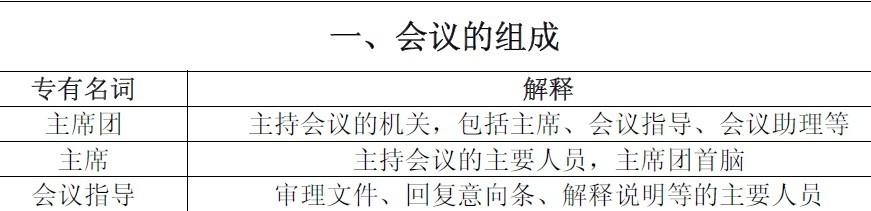 一、会议的组成
专有名词 解释
主席团 主持会议的机关，包括主席、会议指导、会议助理等
主席 主持会议的主要人员，主席团首脑
会议指导 审理文件、回复意向条、解释说明等的主要人员